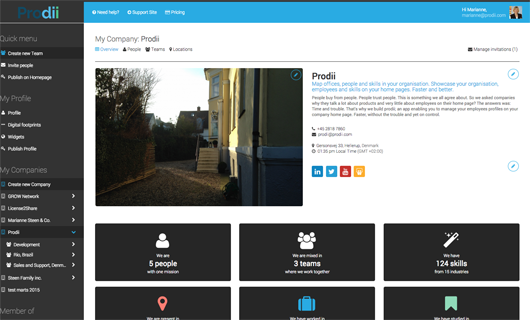 Prodii
Need help?
Support Site
Pricing
Hi Marianne,
marianne@prodii.com
Quick menu
Create new Team
Invite people
Publish on Homepage
My Profile
Profile
Digital footprints
Widgets
Publish Profile
My Companies
Create new Company
GROW Network
License2Share
Marianne Steen & Co.
Prodii
Development
Rio, Brazil
Sales and Support, Denm...
Steen Family Inc.
test marts 2015
Member of
My Company: Prodii
Overview
People
Teams
Locations
Manage invitations (1)
Prodii
Map offices, people and skills in your organisation. Showcase your organisation,
employees and skills on your home pages. Faster and better.
People buy from people. People trust people. This is something we all agree about. So we asked companies
why they talk a lot about products and very little about employees on their home page? The answers was:
Time and trouble. That's why we build prodii: an app enabling you to manage your employees profiles on your
company home page. Faster, without the trouble and yet on control.
+45 2818 7860
prodii@prodii.com
Gersonsvej 33, Hellerup, Denmark
01:35 pm Local Time (GMT +02:00)
We are
5 people
with one mission
We are mixed in
3 teams
where we work together
We have
124 skills
from 15 industries
We are present in
We have worked in
We have studied in